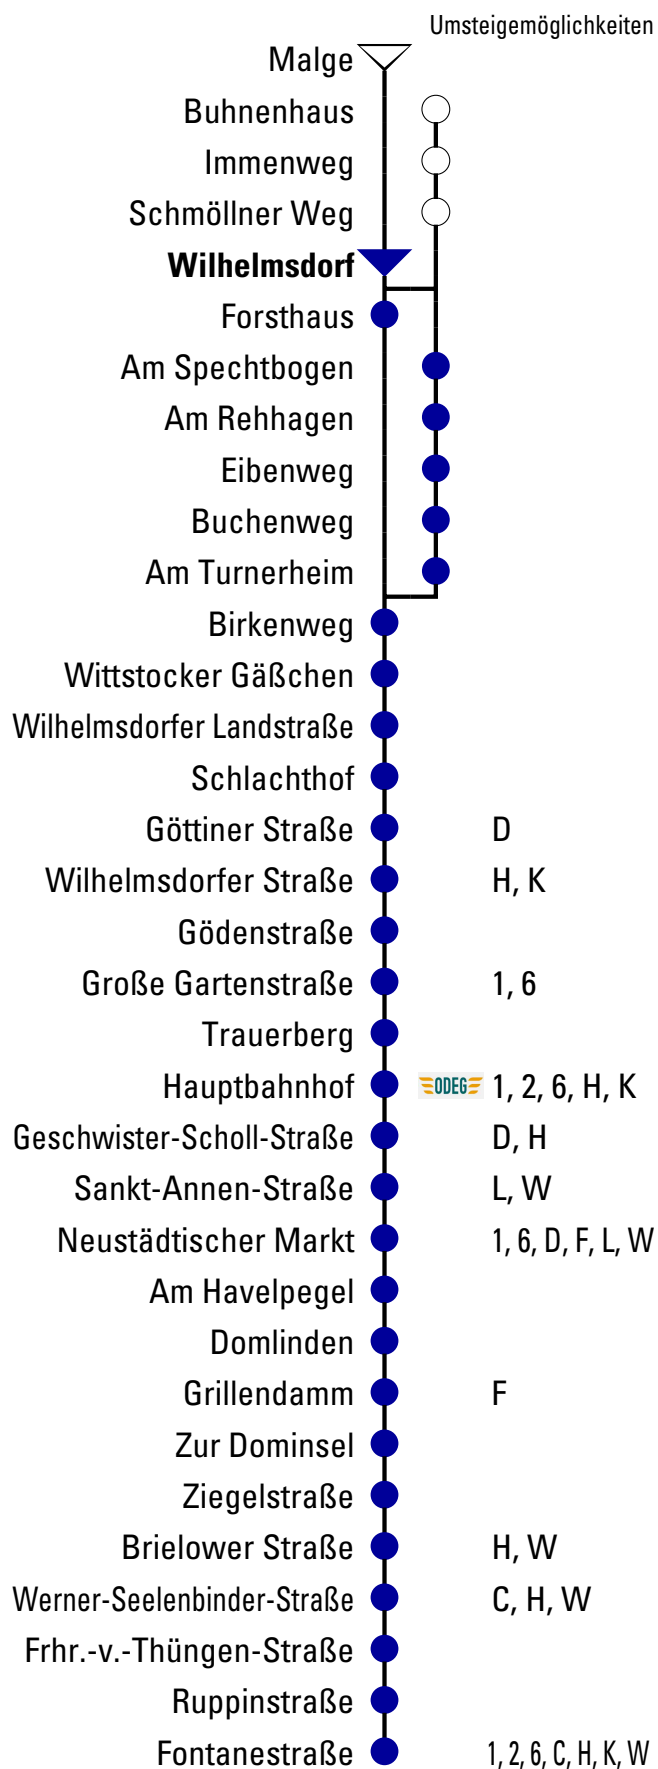 Umsteigemöglichkeiten
Malge
Buhnenhaus
Immenweg
Schmöllner Weg
Wilhelmsdorf
Forsthaus
Am Spechtbogen
Am Rehhagen
Eibenweg
Buchenweg
Am Turnerheim
Birkenweg
Wittstocker Gäßchen
Wilhelmsdorfer Landstraße
Schlachthof
Göttiner Straße D
Wilhelmsdorfer Straße H, K
Gödenstraße
Große Gartenstraße 1, 6
Trauerberg
Hauptbahnhof ODEG 1, 2, 6, H, K
Geschwister-Scholl-Straße D, H
Sankt-Annen-Straße L, W
Neustädtischer Markt 1, 6, D, F, L, W
Am Havelpegel
Domlinden
Grillendamm F
Zur Dominsel
Ziegelstraße
Brielower Straße H, W
Werner-Seelenbinder-Straße C, H, W
Frhr.-v.-Thüngen-Straße
Ruppinstraße
Fontanestraße 1, 2, 6, C, H, K, W